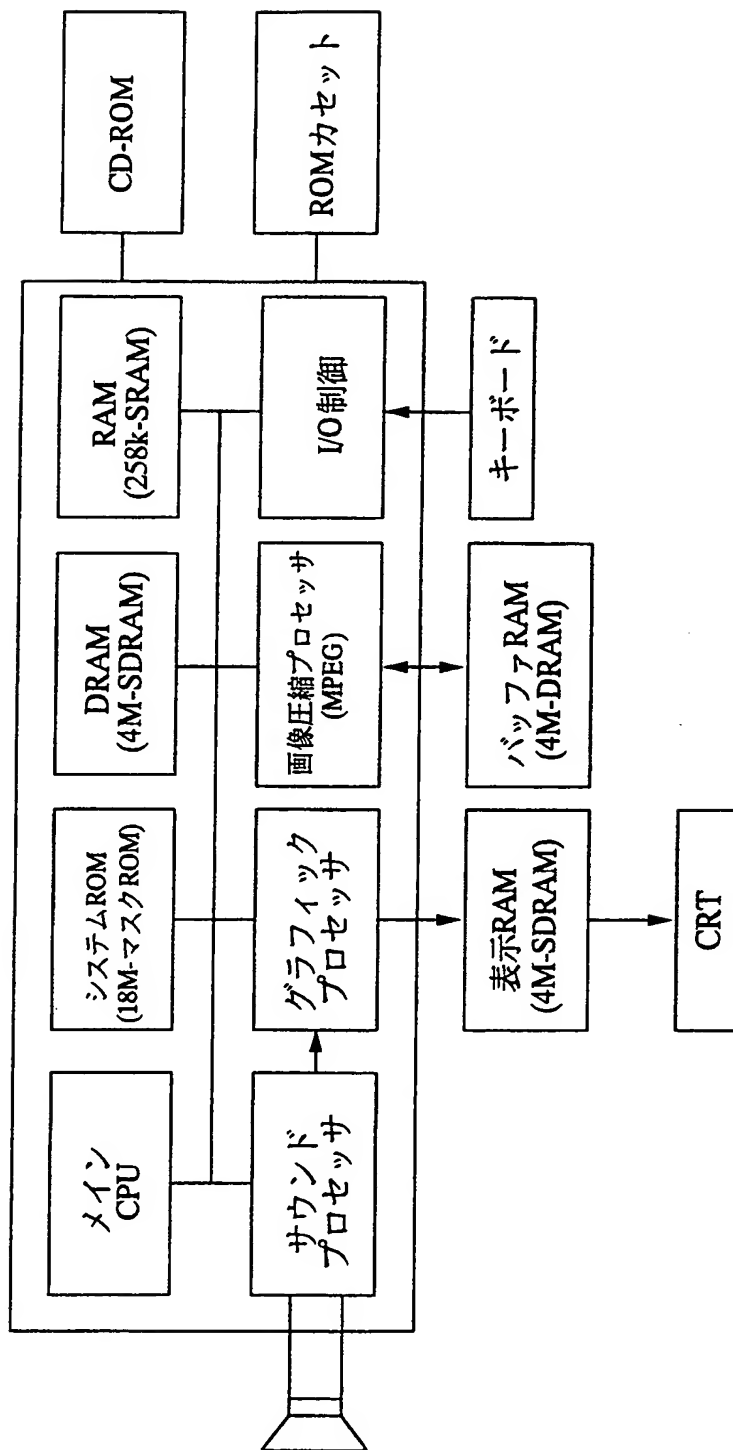 メイン
CPU
システムROM
(18M-マスクROM)
DRAM
(4M-SDRAM)
RAM
(258k-SRAM)
CD-ROM
サウンド
プロセッサ
グラフィック
プロセッサ
画像圧縮プロセッサ
(MPEG)
I/O制御
ROMカセット
表示RAM
(4M-SDRAM)
バッファRAM
(4M-DRAM)
キーボード
CRT